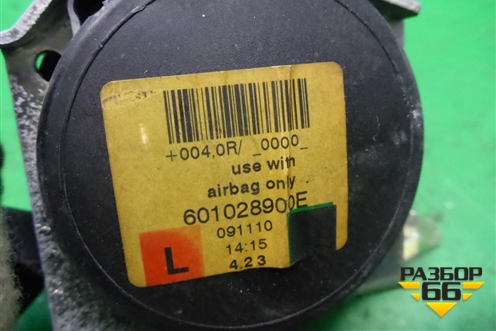 +004,0R/ _0000_
use with
airbag only
601028900E
091110
14:15
L
4.23
РАЗБОР
66